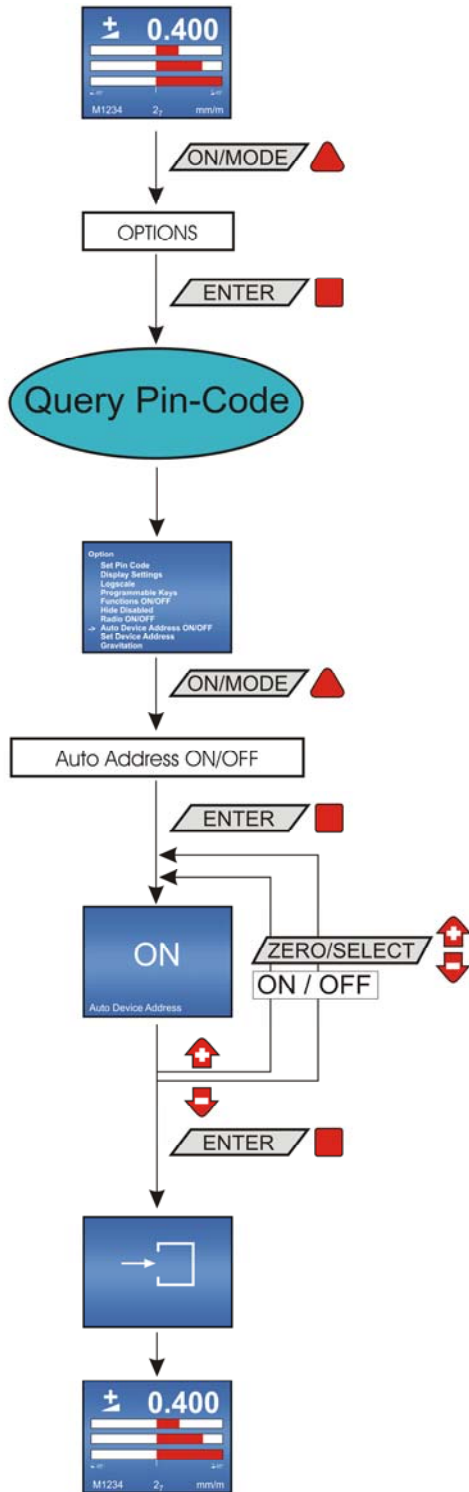 ± 0.400
M1234 2₇ mm/m
ON/MODE
OPTIONS
ENTER
Query Pin-Code
Option
Set Pin Code
Display Settings
Logscale
Programmable Keys
Functions ON/OFF
Hide Disabled
Radio ON/OFF
-> Auto Device Address ON/OFF
Set Device Address
Gravitation
ON/MODE
Auto Address ON/OFF
ENTER
ON
Auto Device Address
ZERO/SELECT
ON / OFF
ENTER
± 0.400
M1234 2₇ mm/m